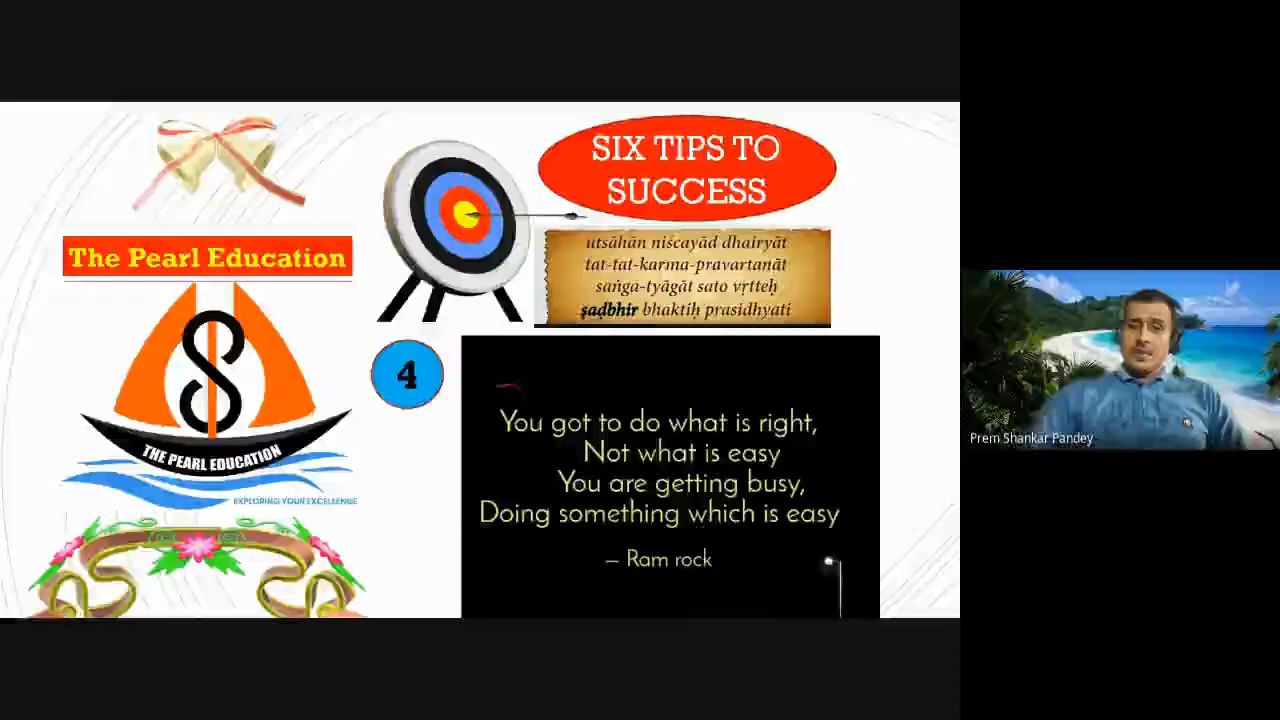 SIX TIPS TO
SUCCESS
The Pearl Education
utsāhān niścayād dhairyāt
tat-tat-karma-pravartanāt
saṅga-tyāgāt sato vṛtteḥ
ṣaḍbhir bhaktiḥ prasidhyati
THE PEARL EDUCATION
EXPLORING YOUR EXCELLENCE
4
You got to do what is right,
Not what is easy
You are getting busy,
Doing something which is easy
– Ram rock
Prem Shankar Pandey